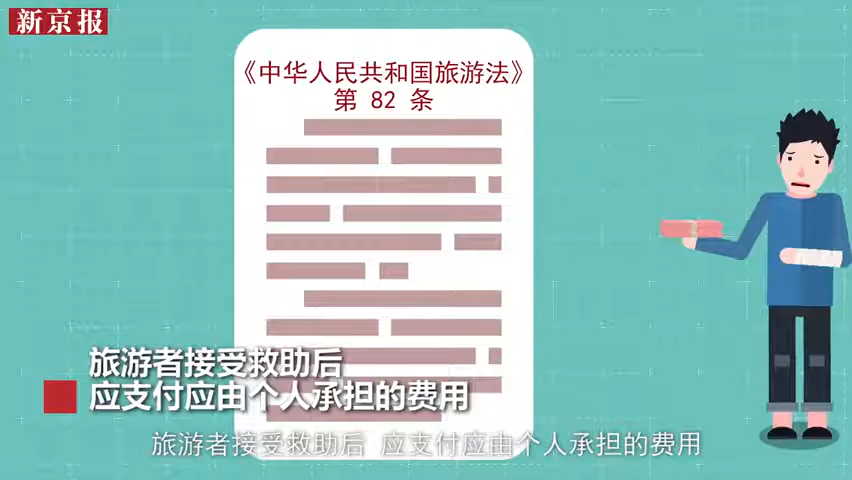 新京报
《中华人民共和国旅游法》
第 82 条
旅游者接受救助后
应支付应由个人承担的费用
旅游者接受救助后 应支付应由个人承担的费用